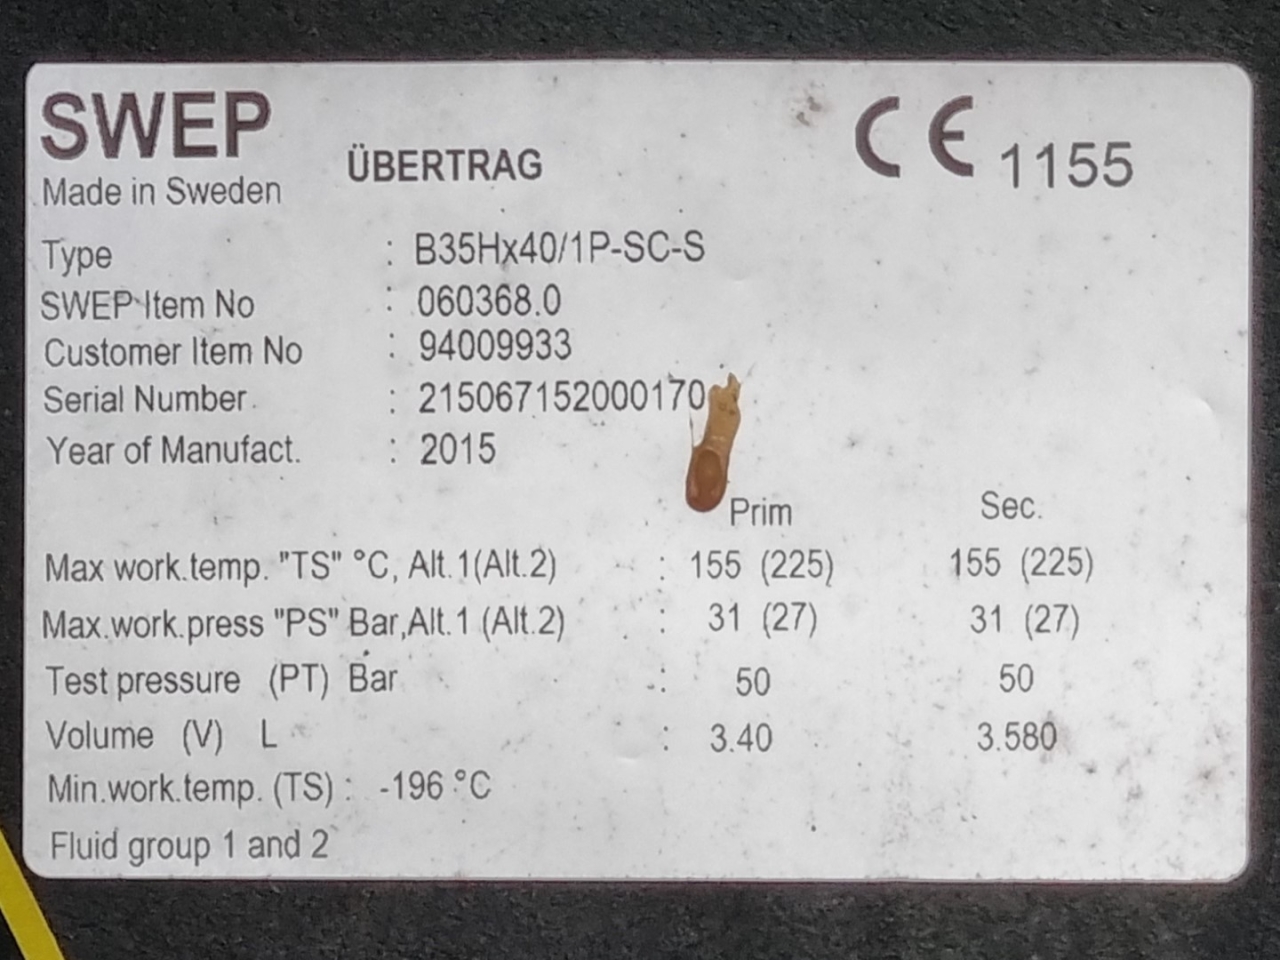 SWEP
Made in Sweden
ÜBERTRAG
CE 1155
Type : B35Hx40/1P-SC-S
SWEP Item No : 060368.0
Customer Item No : 94009933
Serial Number : 215067152000170
Year of Manufact. : 2015
Prim Sec.
Max work.temp. "TS" °C, Alt.1(Alt.2) : 155 (225) 155 (225)
Max.work.press "PS" Bar,Alt.1 (Alt.2) : 31 (27) 31 (27)
Test pressure (PT) Bar : 50 50
Volume (V) L : 3.40 3.580
Min.work.temp. (TS) : -196 °C
Fluid group 1 and 2